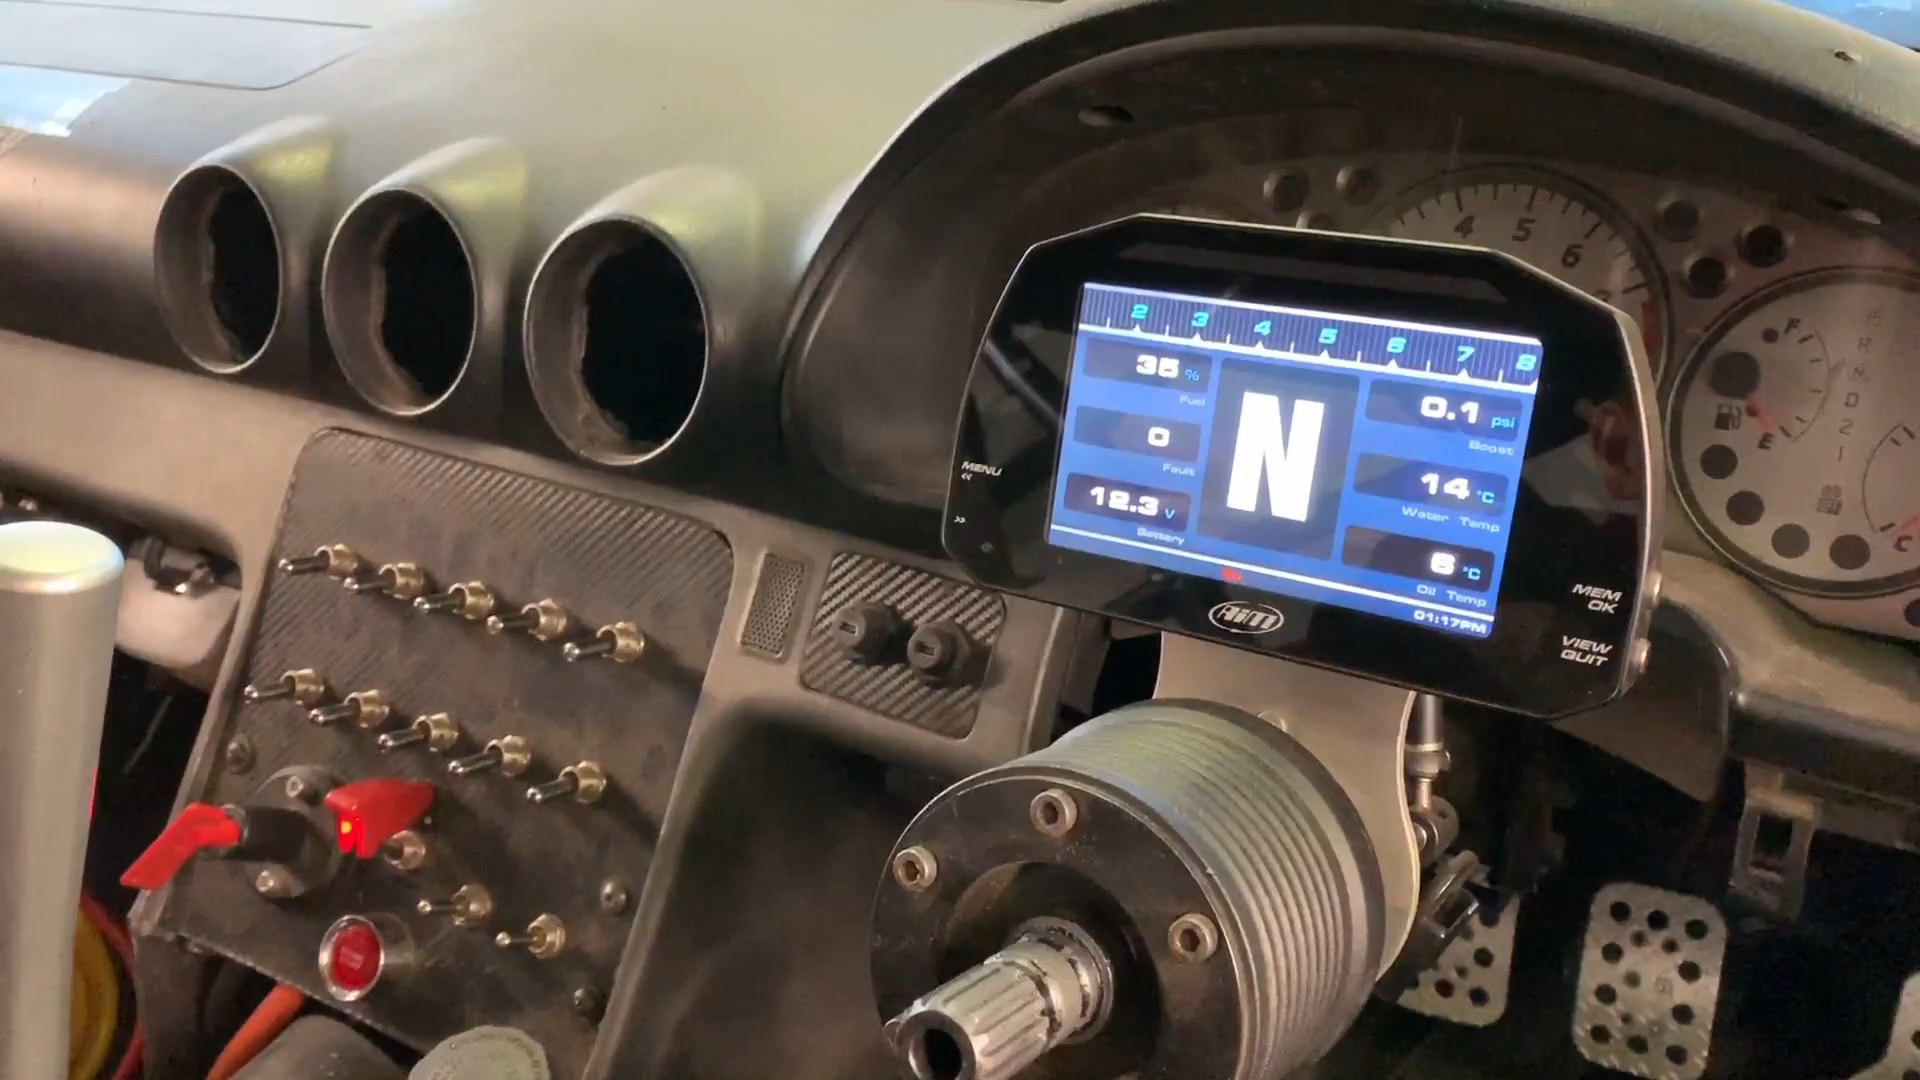 4 5 6
2 3 4 5 6 7 8
35 %
Fuel
0
Fault
12.3 V
Battery
N
0.1 psi
Boost
14 °C
Water Temp
6 °C
Oil Temp
01:17PM
MENU
<<
>>
AiM
MEM
OK
VIEW
QUIT
F
E
R
N
D
2
1
C